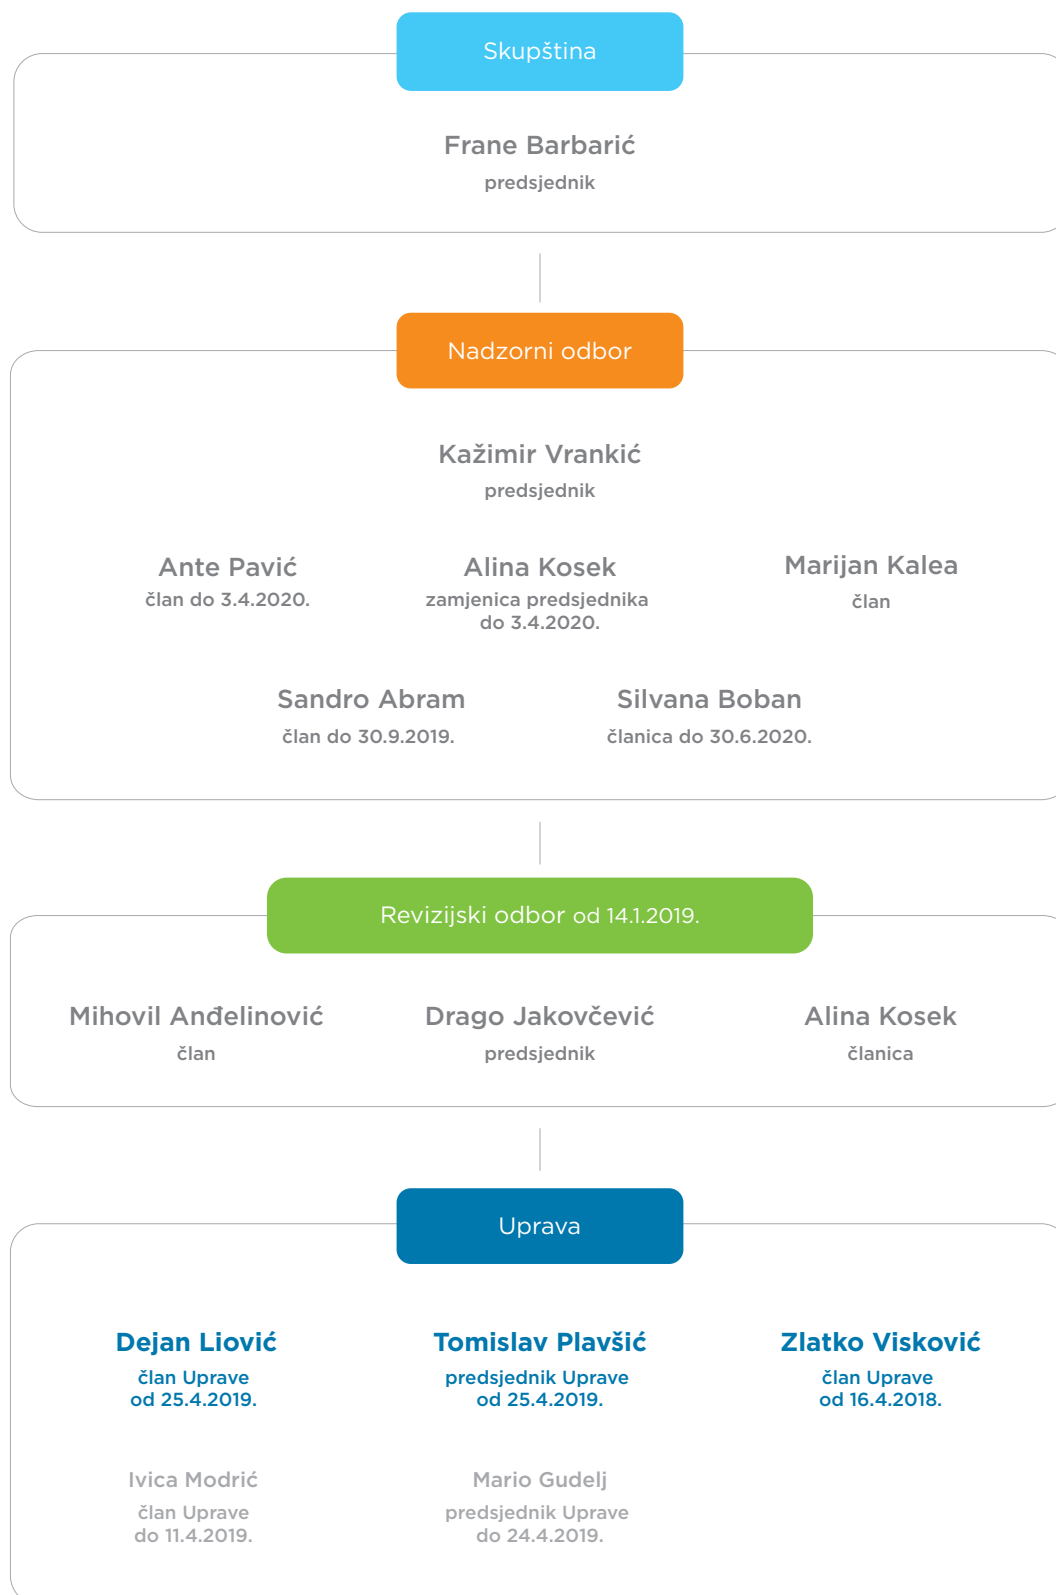 Skupština
Frane Barbarić
predsjednik
Nadzorni odbor
Kažimir Vrankić
predsjednik
Ante Pavić
član do 3.4.2020.
Alina Kosek
zamjenica predsjednika
do 3.4.2020.
Marijan Kalea
član
Sandro Abram
član do 30.9.2019.
Silvana Boban
članica do 30.6.2020.
Revizijski odbor od 14.1.2019.
Mihovil Anđelinović
član
Drago Jakovčević
predsjednik
Alina Kosek
članica
Uprava
Dejan Liović
član Uprave
od 25.4.2019.
Tomislav Plavšić
predsjednik Uprave
od 25.4.2019.
Zlatko Visković
član Uprave
od 16.4.2018.
Ivica Modrić
član Uprave
do 11.4.2019.
Mario Gudelj
predsjednik Uprave
do 24.4.2019.